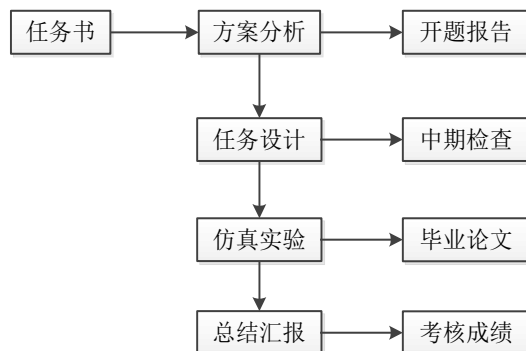 任务书
方案分析
开题报告
任务设计
中期检查
仿真实验
毕业论文
总结汇报
考核成绩